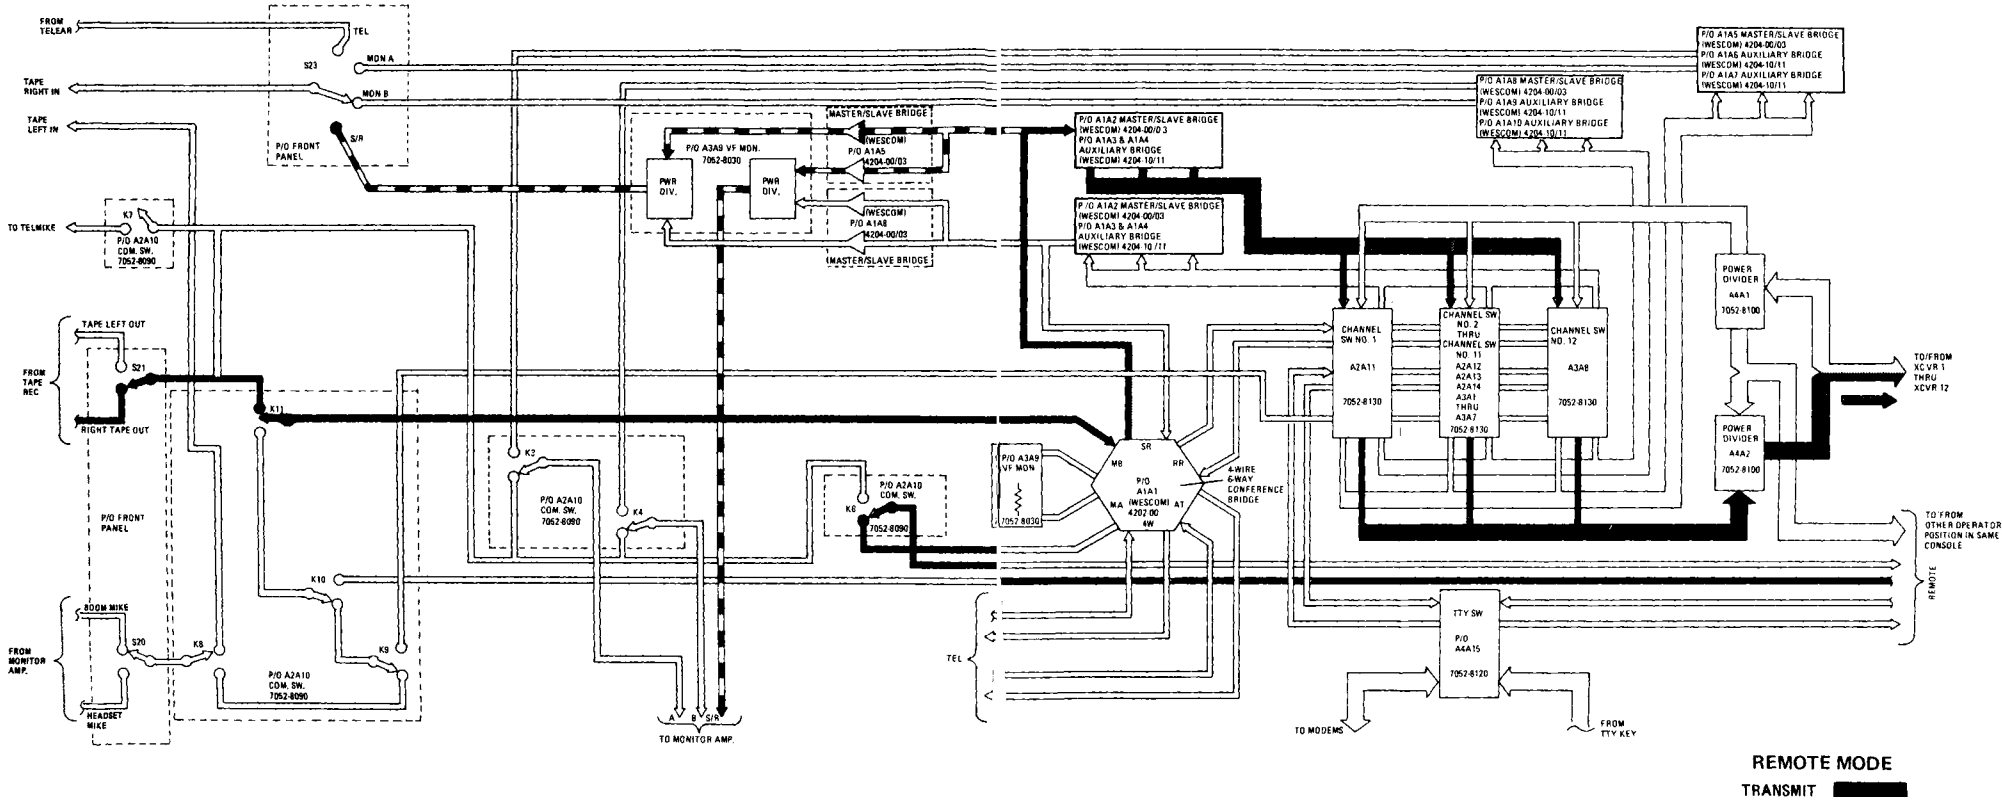 FROM
TELEAR
TEL
S23
MON A
MON B
TAPE
RIGHT IN
TAPE
LEFT IN
S/R
P/O FRONT
PANEL
P/O A3A9 VF MON.
7052-8030
PWR
DIV.
PWR
DIV.
MASTER/SLAVE BRIDGE
(WESCOM)
P/O A1A5
4204-00/03
(WESCOM)
P/O A1A8
4204-00/03
MASTER/SLAVE BRIDGE
P/O A1A2 MASTER/SLAVE BRIDGE
(WESCOM) 4204-00/03
P/O A1A3 & A1A4
AUXILIARY BRIDGE
(WESCOM) 4204-10/11
P/O A1A2 MASTER/SLAVE BRIDGE
(WESCOM) 4204-00/03
P/O A1A3 & A1A4
AUXILIARY BRIDGE
(WESCOM) 4204-10/11
P/O A1A8 MASTER/SLAVE BRIDGE
(WESCOM) 4204-00/03
P/O A1A9 AUXILIARY BRIDGE
(WESCOM) 4204-10/11
P/O A1A10 AUXILIARY BRIDGE
(WESCOM) 4204-10/11
P/O A1A5 MASTER/SLAVE BRIDGE
(WESCOM) 4204-00/03
P/O A1A6 AUXILIARY BRIDGE
(WESCOM) 4204-10/11
P/O A1A7 AUXILIARY BRIDGE
(WESCOM) 4204-10/11
TO TELMIKE
K7
P/O A2A10
COM. SW.
7052-8090
FROM
TAPE
REC
TAPE LEFT OUT
S21
RIGHT TAPE OUT
P/O FRONT
PANEL
K11
K10
K9
K8
P/O A2A10
COM, SW.
7052-8090
FROM
MONITOR
AMP.
BOOM MIKE
S20
HEADSET
MIKE
K2
P/O A2A10
COM. SW.
7052-8090
K4
P/O A2A10
COM. SW.
K6
7052-8090
A B S/R
TO MONITOR AMP.
P/O A3A9
VF MON
7052-8030
SR
MB
RR
P/O
A1A1
MA
AT
(WESCOM)
4202-00
4W
4-WIRE
6-WAY
CONFERENCE
BRIDGE
TEL
CHANNEL
SW NO. 1
A2A11
7052-8130
CHANNEL SW
NO. 2
THRU
CHANNEL SW
NO. 11
A2A12
A2A13
A2A14
A3A1
THRU
A3A7
7052-8130
CHANNEL SW
NO. 12
A3A8
7052-8130
POWER
DIVIDER
A4A1
7052-8100
POWER
DIVIDER
A4A2
7052-8100
TO/FROM
XCVR 1
THRU
XCVR 12
TO/FROM
OTHER OPERATOR
POSITION IN SAME
CONSOLE
REMOTE
TTY SW
P/O
A4A15
7052-8120
TO MODEMS
FROM
TTY KEY
REMOTE MODE
TRANSMIT